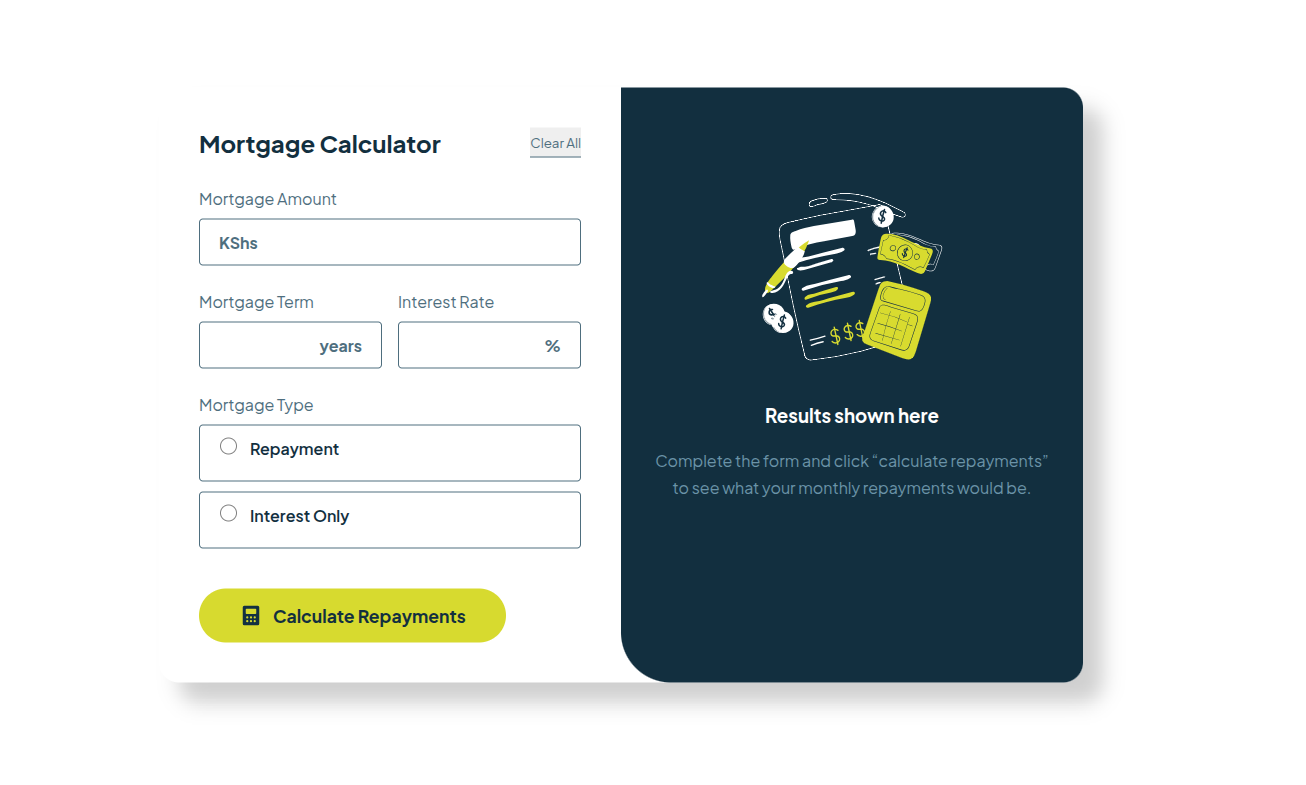 Mortgage Calculator
Clear All
Mortgage Amount
KShs
Mortgage Term
Interest Rate
years
%
Mortgage Type
Repayment
Interest Only
Calculate Repayments
$
$
$
$$$
Results shown here
Complete the form and click “calculate repayments”
to see what your monthly repayments would be.